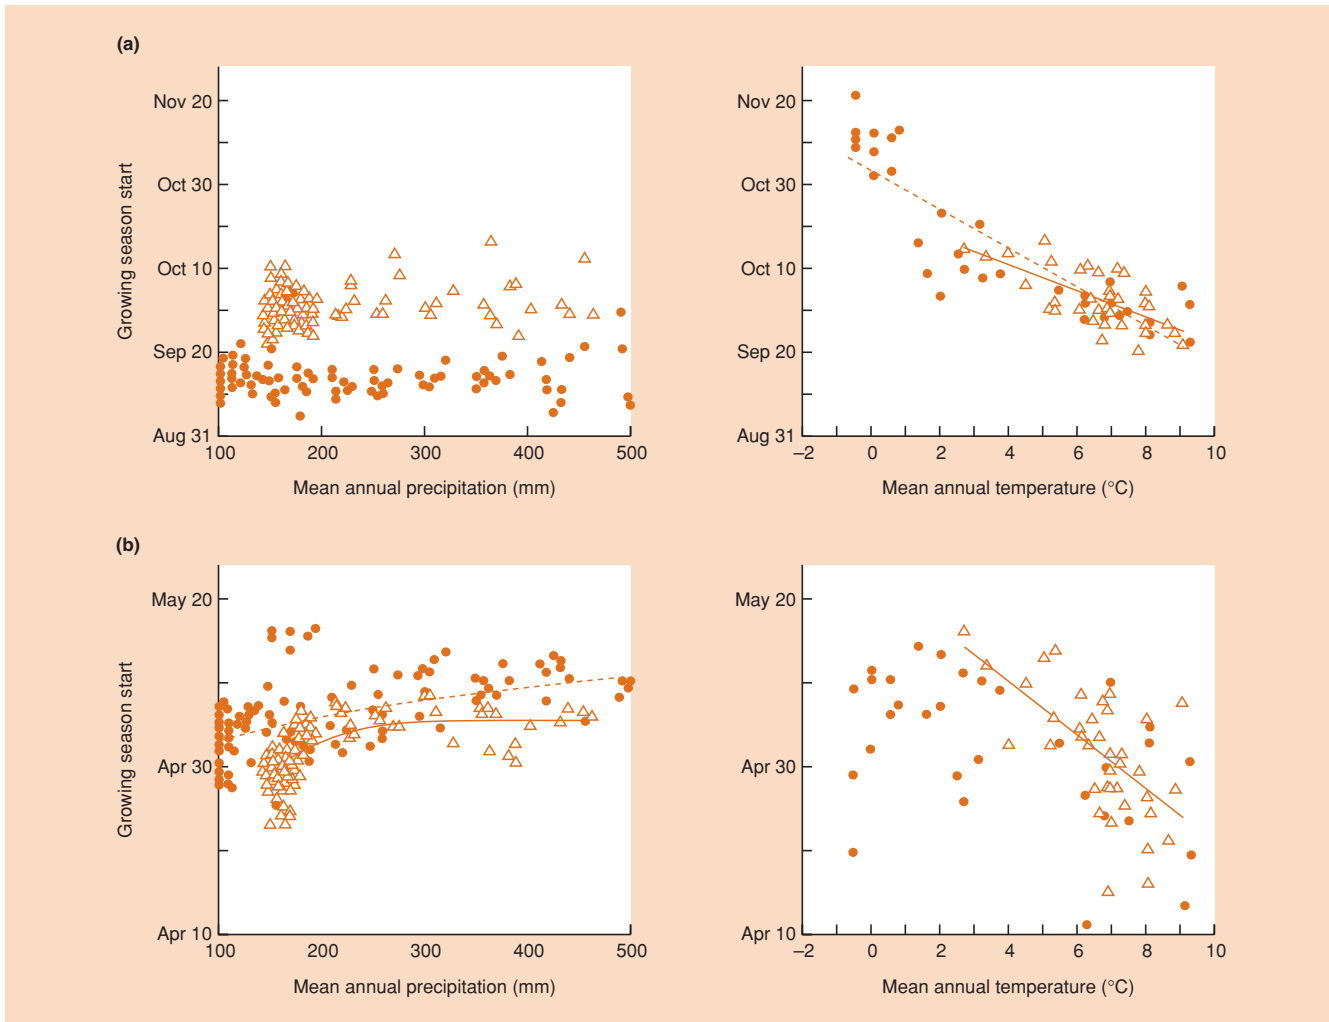 (a)
Growing season start
Nov 20
Oct 30
Oct 10
Sep 20
Aug 31
100 200 300 400 500
Mean annual precipitation (mm)
Nov 20
Oct 30
Oct 10
Sep 20
Aug 31
–2 0 2 4 6 8 10
Mean annual temperature (°C)
(b)
Growing season start
May 20
Apr 30
Apr 10
100 200 300 400 500
Mean annual precipitation (mm)
May 20
Apr 30
Apr 10
–2 0 2 4 6 8 10
Mean annual temperature (°C)